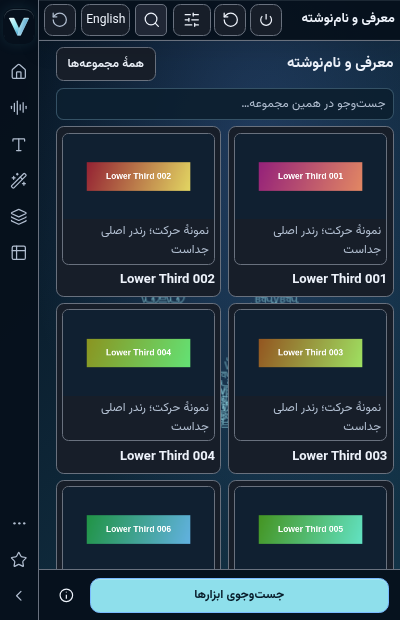 معرفی و نام‌نوشته
English
معرفی و نام‌نوشته
همهٔ مجموعه‌ها
جست‌وجو در همین مجموعه...
Lower Third 001
نمونهٔ حرکت؛ رندر اصلی
جداست
Lower Third 001
Lower Third 002
نمونهٔ حرکت؛ رندر اصلی
جداست
Lower Third 002
Lower Third 003
نمونهٔ حرکت؛ رندر اصلی
جداست
Lower Third 003
Lower Third 004
نمونهٔ حرکت؛ رندر اصلی
جداست
Lower Third 004
Lower Third 005
Lower Third 006
جست‌وجوی ابزارها